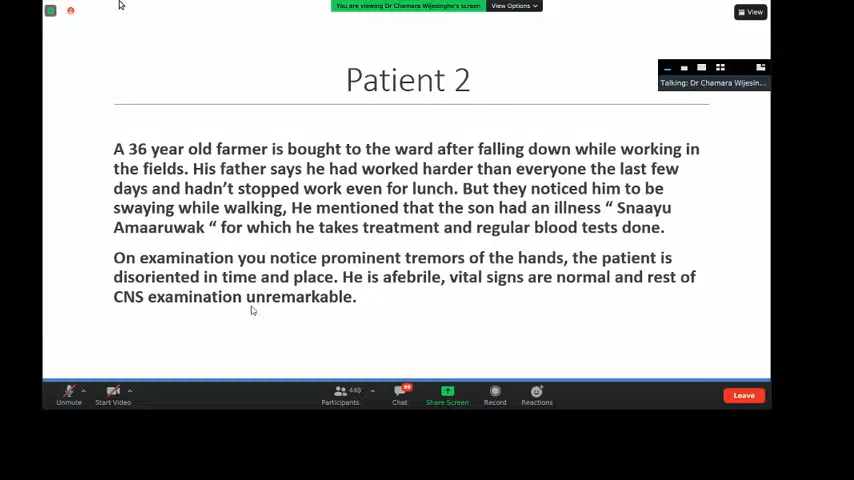 You are viewing Dr Chamara Wijesinghe's screen
View Options
View
Talking: Dr Chamara Wijesin...
Patient 2
A 36 year old farmer is bought to the ward after falling down while working in
the fields. His father says he had worked harder than everyone the last few
days and hadn't stopped work even for lunch. But they noticed him to be
swaying while walking, He mentioned that the son had an illness “ Snaayu
Amaaruwak “ for which he takes treatment and regular blood tests done.
On examination you notice prominent tremors of the hands, the patient is
disoriented in time and place. He is afebrile, vital signs are normal and rest of
CNS examination unremarkable.
Unmute
Start Video
Participants
Chat
Share Screen
Record
Reactions
Leave